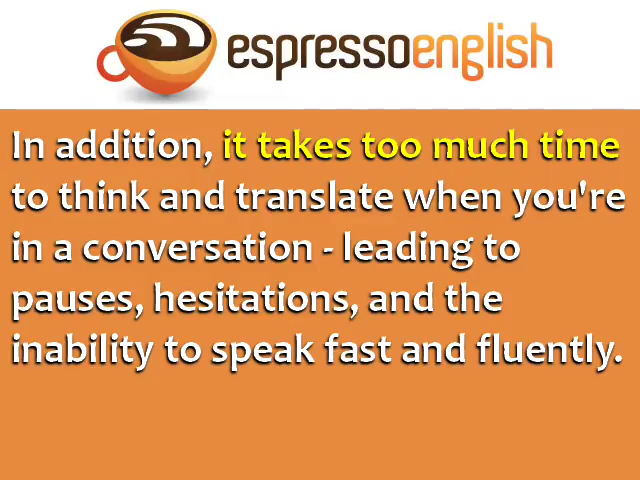 espressoenglish
In addition, it takes too much time
to think and translate when you're
in a conversation - leading to
pauses, hesitations, and the
inability to speak fast and fluently.